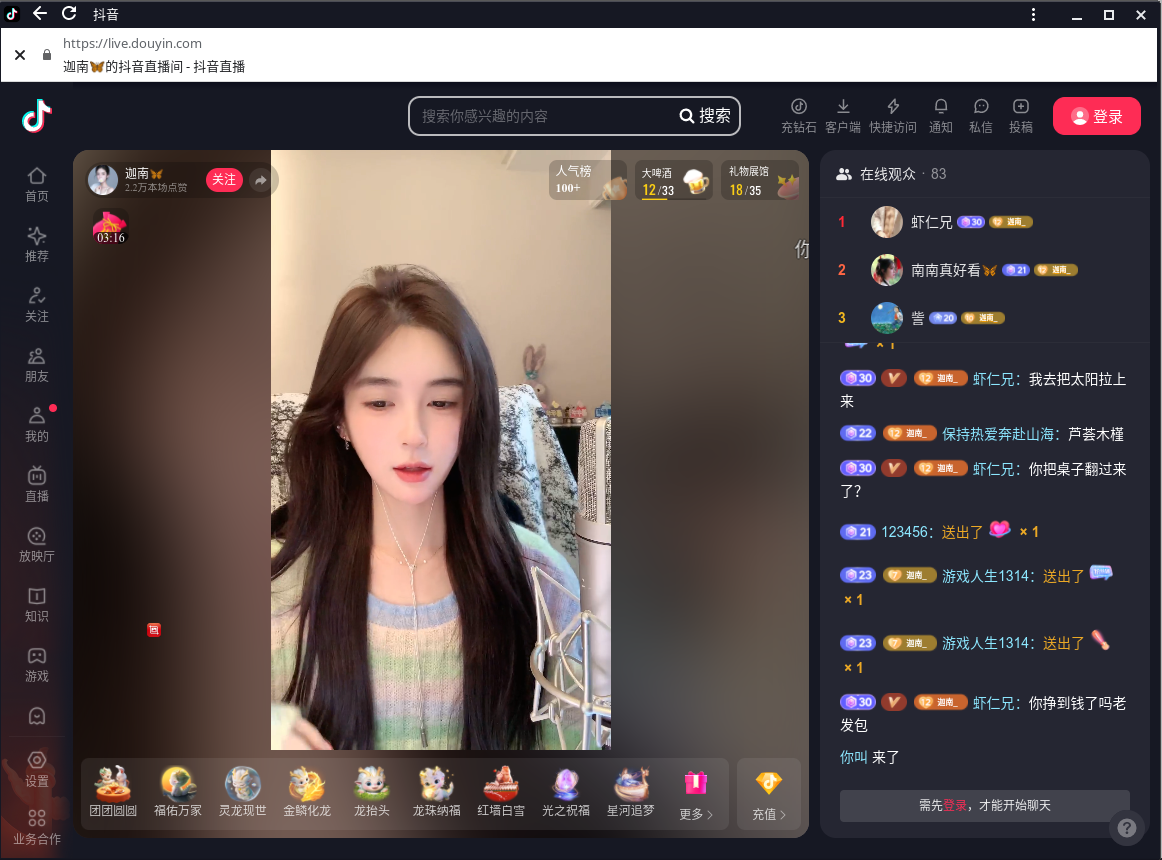 抖音
https://live.douyin.com
迦南🦋的抖音直播间 - 抖音直播
搜索你感兴趣的内容
搜索
充钻石
客户端
快捷访问
通知
私信
投稿
登录
首页
推荐
关注
朋友
我的
直播
放映厅
知识
游戏
设置
业务合作
迦南🦋
2.2万本场点赞
关注
03:16
人气榜
100+
大啤酒
12/33
礼物展馆
18/35
你
团团圆圆
福佑万家
灵龙现世
金鳞化龙
龙抬头
龙珠纳福
红墙白雪
光之祝福
星河追梦
更多
充值
在线观众 · 83
1 虾仁兄 30 迦南_
2 南南真好看🦋 21 迦南_
3 訾 20 迦南_
× 1
30 V 12 迦南_ 虾仁兄：我去把太阳拉上
来
22 12 迦南_ 保持热爱奔赴山海：芦荟木槿
30 V 12 迦南_ 虾仁兄：你把桌子翻过来
了？
21 123456：送出了 × 1
23 7 迦南_ 游戏人生1314：送出了
× 1
23 7 迦南_ 游戏人生1314：送出了
× 1
30 V 12 迦南_ 虾仁兄：你挣到钱了吗老
发包
你叫 来了
需先登录，才能开始聊天
?